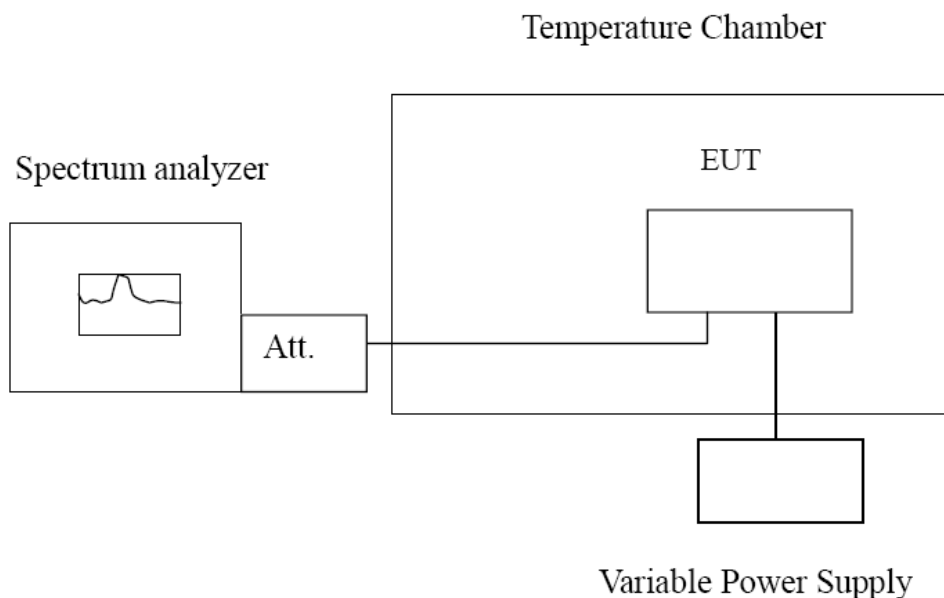 Temperature Chamber
Spectrum analyzer
EUT
Att.
Variable Power Supply